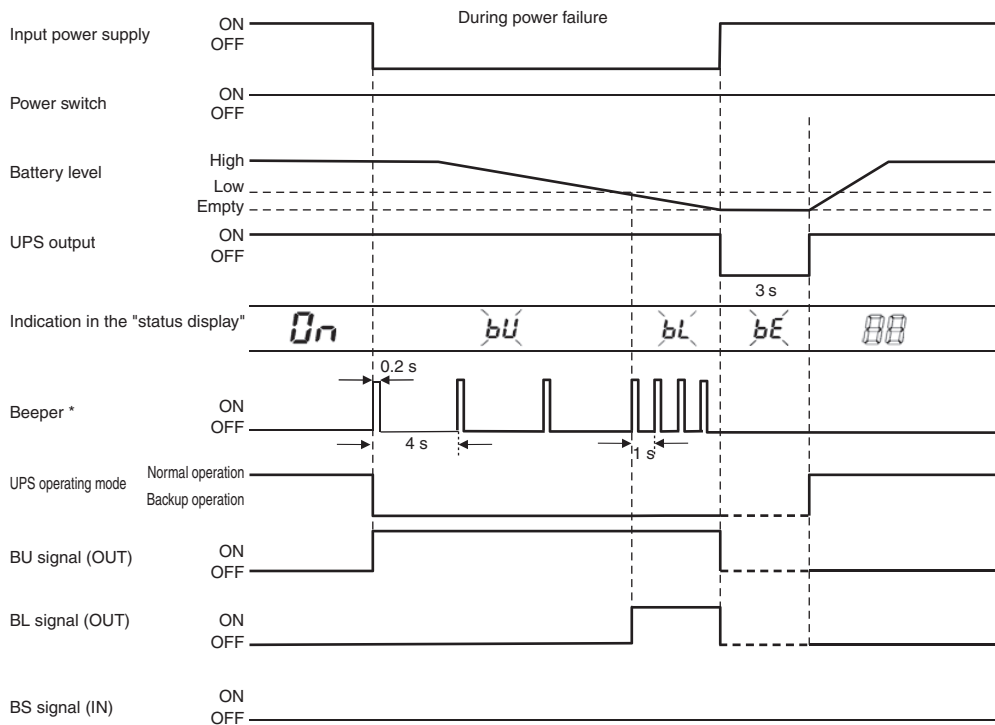 During power failure
Input power supply
ON
OFF
Power switch
ON
OFF
Battery level
High
Low
Empty
UPS output
ON
OFF
3 s
Indication in the "status display"
On
bU
bL
bE
88
0.2 s
Beeper *
ON
OFF
4 s
1 s
UPS operating mode
Normal operation
Backup operation
BU signal (OUT)
ON
OFF
BL signal (OUT)
ON
OFF
BS signal (IN)
ON
OFF